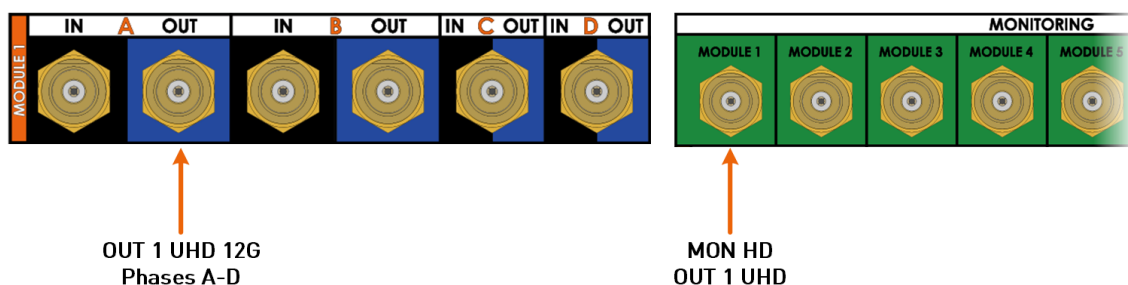 MODULE 1
IN A OUT IN B OUT IN C OUT IN D OUT
MONITORING
MODULE 1 MODULE 2 MODULE 3 MODULE 4 MODULE 5
OUT 1 UHD 12G
Phases A-D
MON HD
OUT 1 UHD